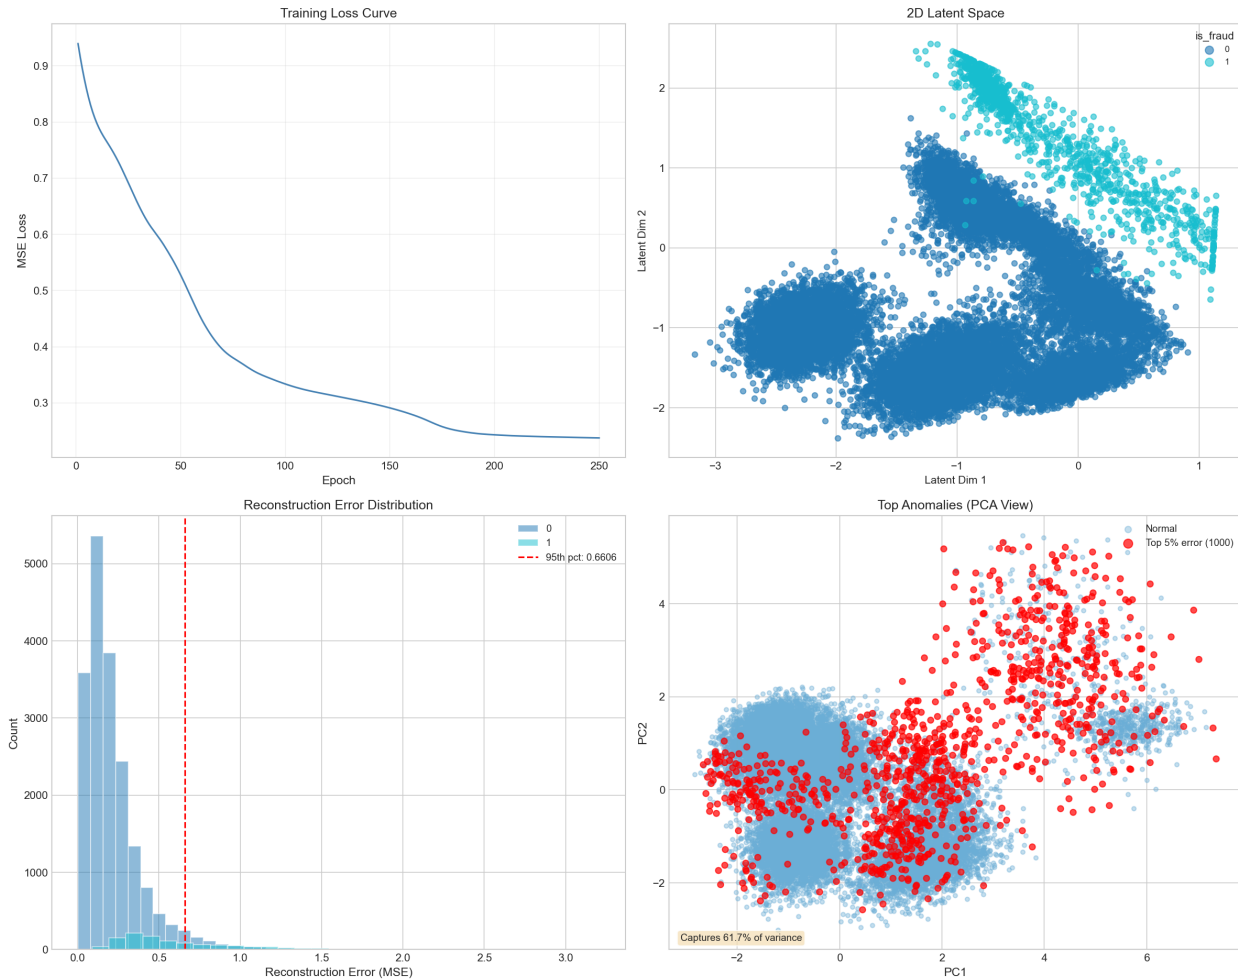 Training Loss Curve
0.9
0.8
0.7
0.6
0.5
0.4
0.3
MSE Loss
0 50 100 150 200 250
Epoch
2D Latent Space
is_fraud
0
1
2
1
0
−1
−2
Latent Dim 2
−3 −2 −1 0 1
Latent Dim 1
Reconstruction Error Distribution
0
1
95th pct: 0.6606
5000
4000
3000
2000
1000
0
Count
0.0 0.5 1.0 1.5 2.0 2.5 3.0
Reconstruction Error (MSE)
Top Anomalies (PCA View)
Normal
Top 5% error (1000)
4
2
0
−2
PC2
Captures 61.7% of variance
−2 0 2 4 6
PC1